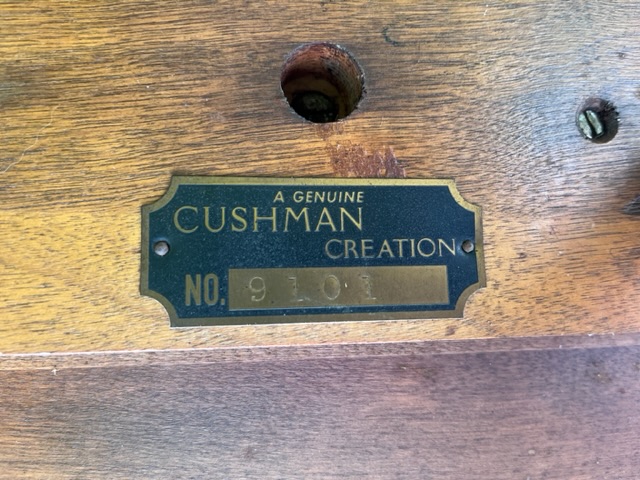 A GENUINE
CUSHMAN
CREATION
NO. 9101